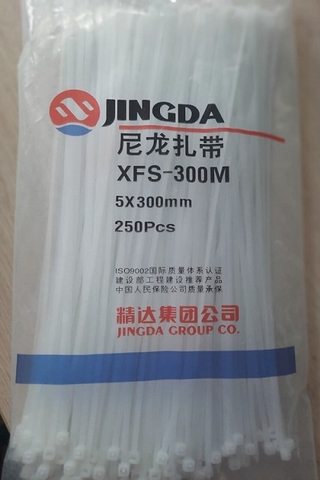 JINGDA
尼龙扎带
XFS-300M
5X300mm
250Pcs
ISO9002国际质量体系认证
建设部工程建设推荐产品
中国人民保险公司质量承保
精达集团公司
JINGDA GROUP CO.